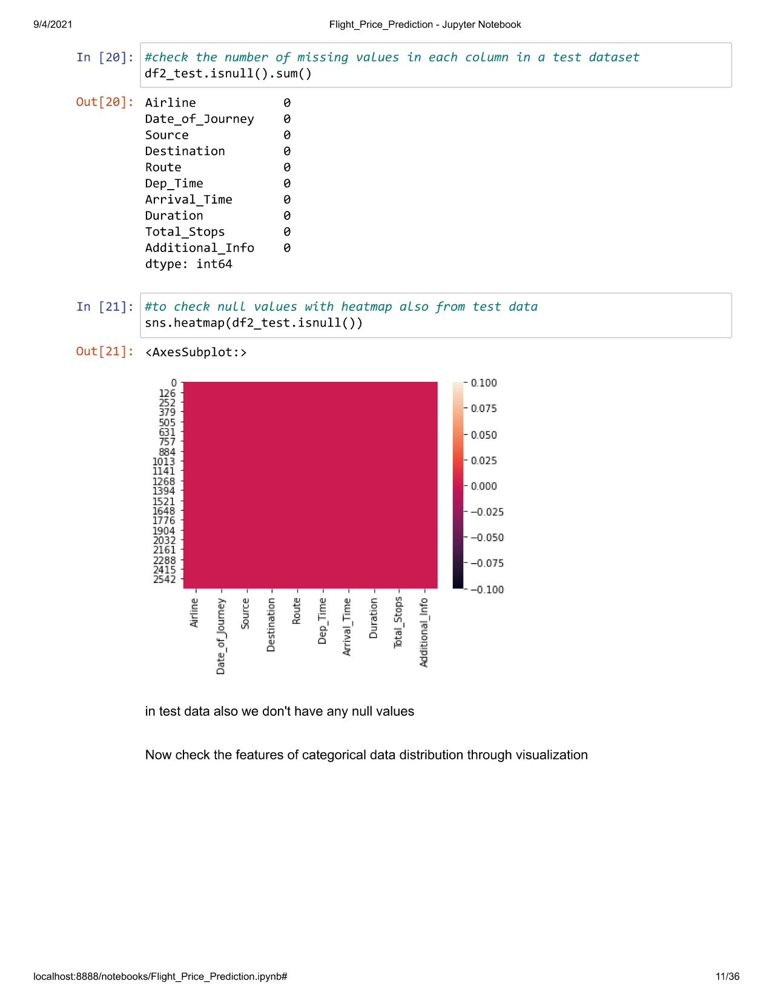 9/4/2021 Flight_Price_Prediction - Jupyter Notebook
In [20]: #check the number of missing values in each column in a test dataset
df2_test.isnull().sum()
Out[20]: Airline 0
Date_of_Journey 0
Source 0
Destination 0
Route 0
Dep_Time 0
Arrival_Time 0
Duration 0
Total_Stops 0
Additional_Info 0
dtype: int64
In [21]: #to check null values with heatmap also from test data
sns.heatmap(df2_test.isnull())
Out[21]: <AxesSubplot:>
0
126
252
379
505
631
757
884
1013
1141
1268
1394
1521
1648
1776
1904
2032
2161
2288
2415
2542
0.100
0.075
0.050
0.025
0.000
−0.025
−0.050
−0.075
−0.100
Airline
Date_of_Journey
Source
Destination
Route
Dep_Time
Arrival_Time
Duration
Total_Stops
Additional_Info
in test data also we don't have any null values
Now check the features of categorical data distribution through visualization
localhost:8888/notebooks/Flight_Price_Prediction.ipynb# 11/36